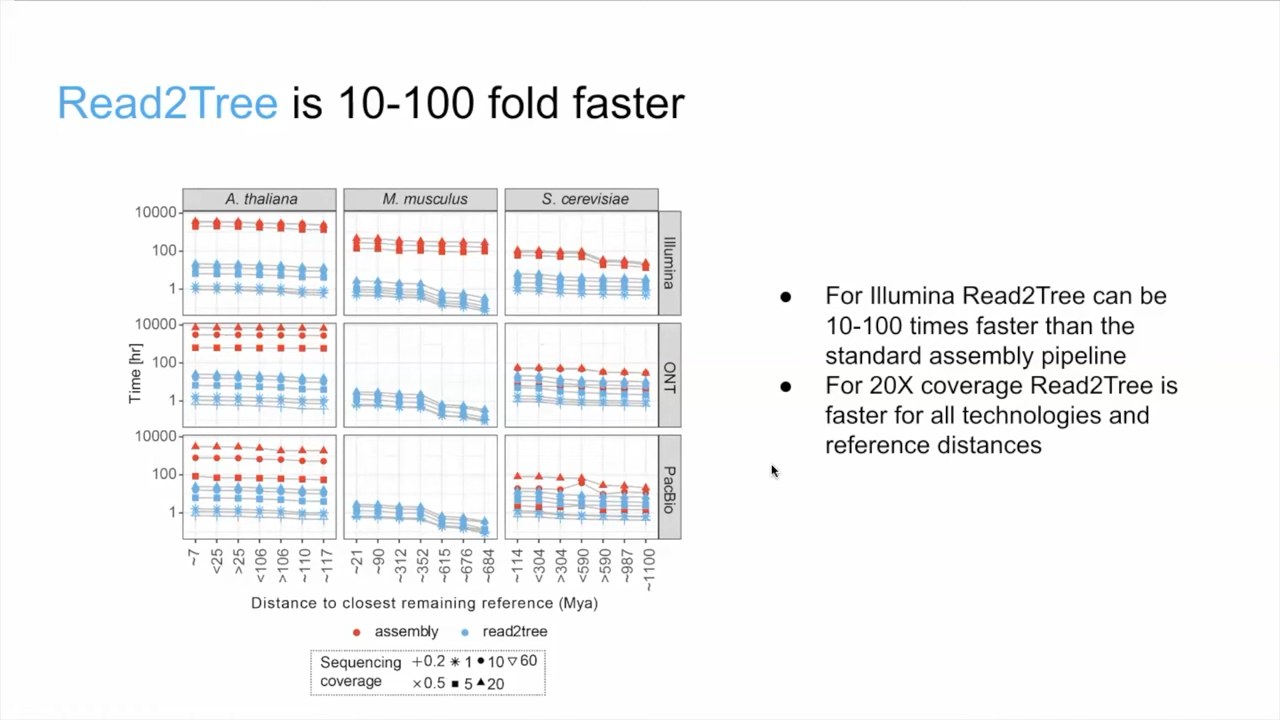 Read2Tree is 10-100 fold faster
A. thaliana
M. musculus
S. cerevisiae
10000
100
1
Illumina
10000
100
1
ONT
10000
100
1
PacBio
Time [hr]
~7
<25
>25
<106
>106
~110
~117
~21
~90
~312
~352
~615
~676
~684
~114
<304
>304
<590
>590
~987
~1100
Distance to closest remaining reference (Mya)
assembly
read2tree
Sequencing coverage
+0.2 ✶ 1 ● 10 ▽ 60
×0.5 ■ 5 ▲ 20
● For Illumina Read2Tree can be
10-100 times faster than the
standard assembly pipeline
● For 20X coverage Read2Tree is
faster for all technologies and
reference distances